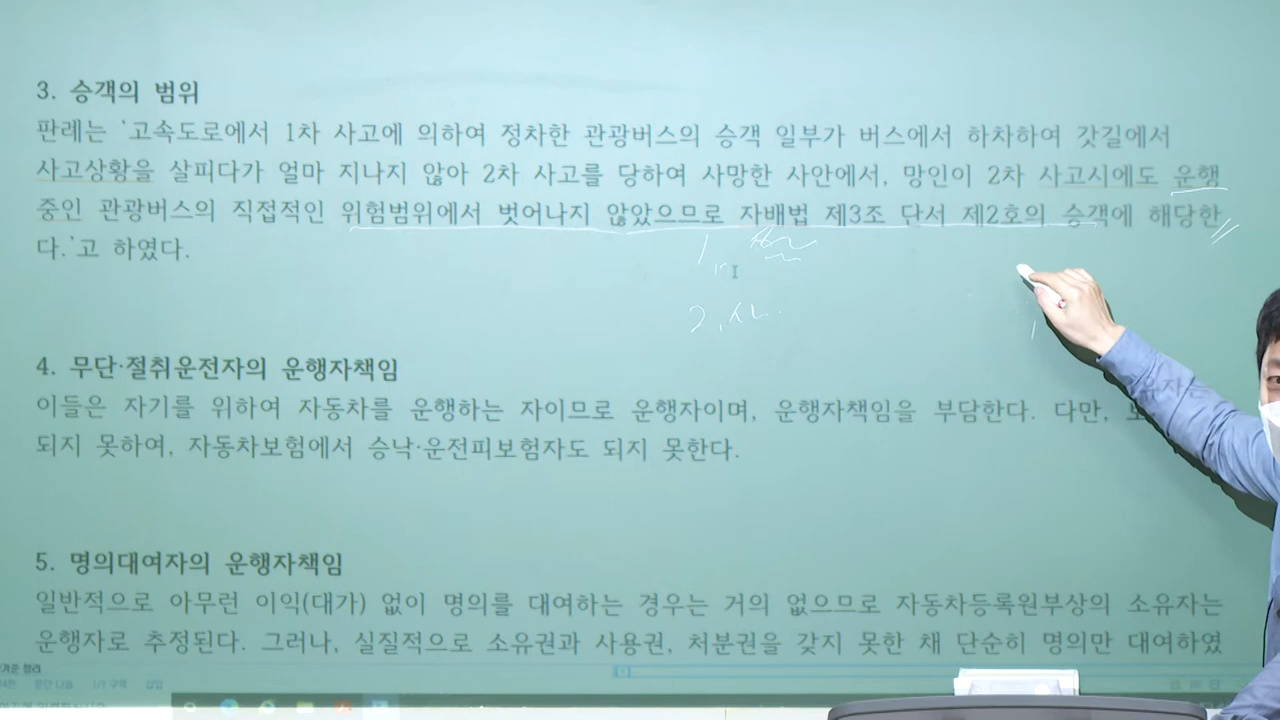 3. 승객의 범위
판례는 '고속도로에서 1차 사고에 의하여 정차한 관광버스의 승객 일부가 버스에서 하차하여 갓길에서
사고상황을 살피다가 얼마 지나지 않아 2차 사고를 당하여 사망한 사안에서, 망인이 2차 사고시에도 운행
중인 관광버스의 직접적인 위험범위에서 벗어나지 않았으므로 자배법 제3조 단서 제2호의 승객에 해당한
다.'고 하였다.
4. 무단·절취운전자의 운행자책임
이들은 자기를 위하여 자동차를 운행하는 자이므로 운행자이며, 운행자책임을 부담한다. 다만,
되지 못하여, 자동차보험에서 승낙·운전피보험자도 되지 못한다.
5. 명의대여자의 운행자책임
일반적으로 아무런 이익(대가) 없이 명의를 대여하는 경우는 거의 없으므로 자동차등록원부상의 소유자는
운행자로 추정된다. 그러나, 실질적으로 소유권과 사용권, 처분권을 갖지 못한 채 단순히 명의만 대여하였